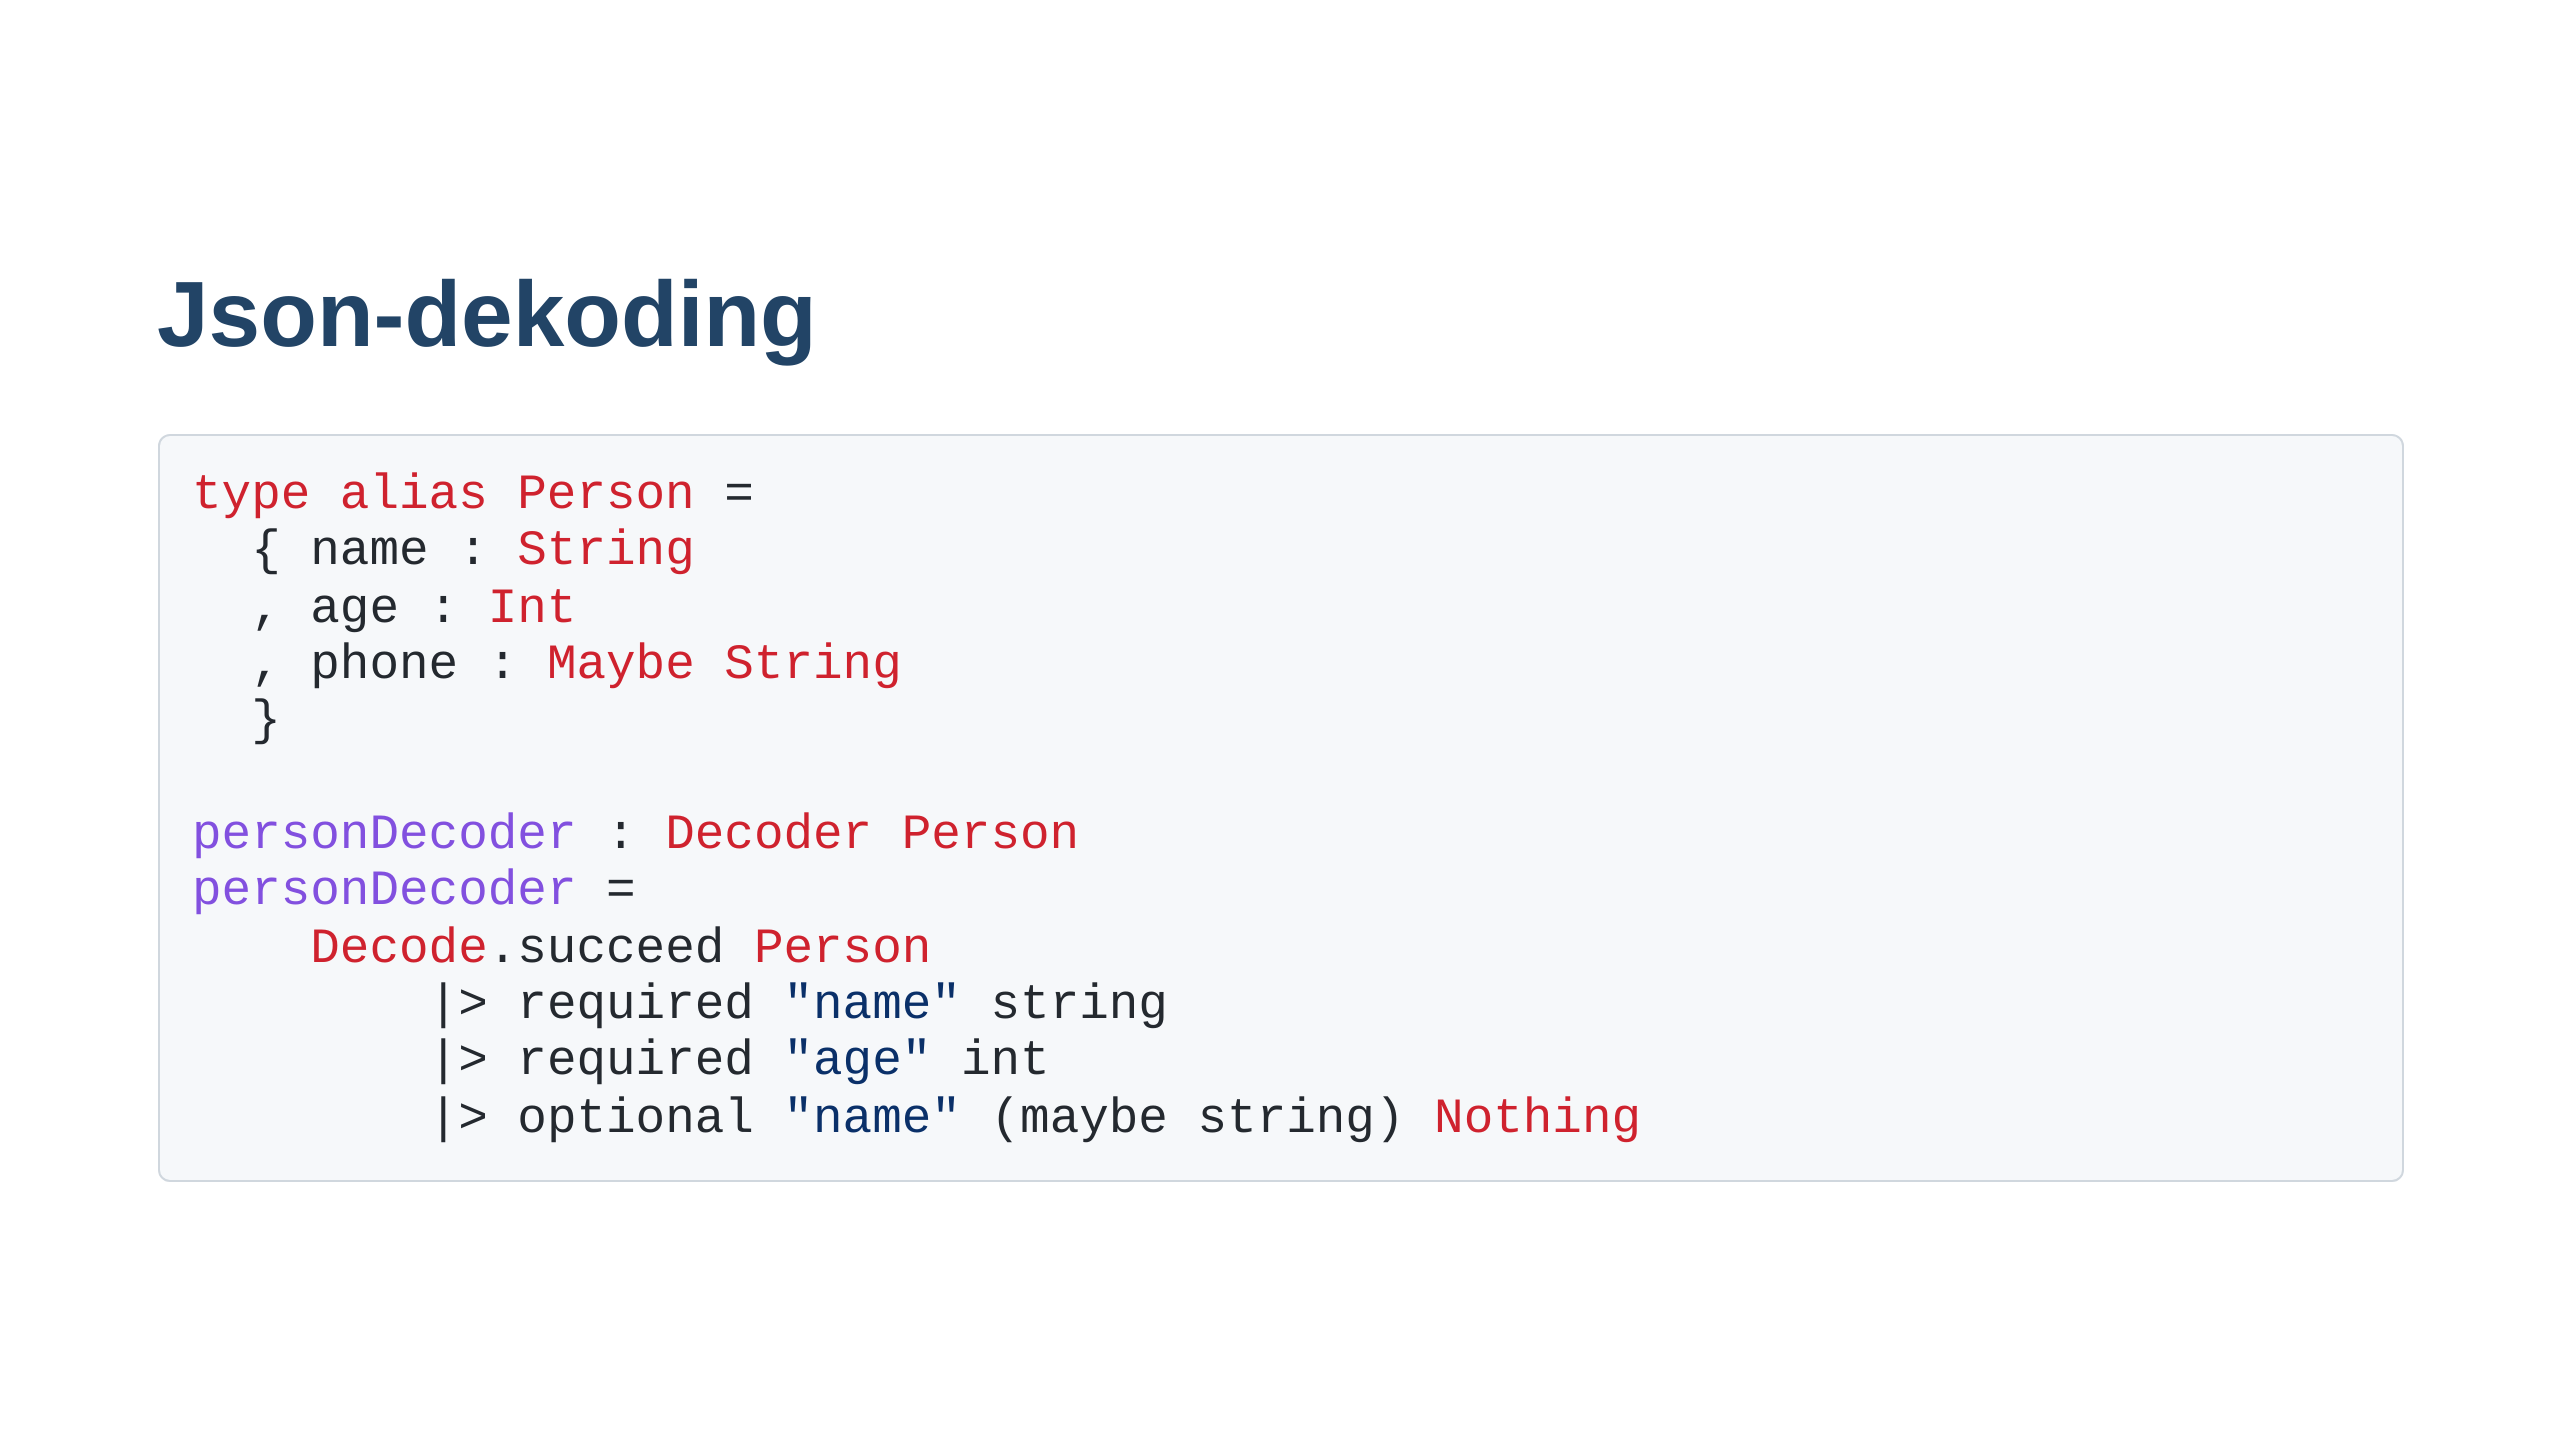 Json-dekoding
type alias Person =
  { name : String
  , age : Int
  , phone : Maybe String
  }

personDecoder : Decoder Person
personDecoder =
    Decode.succeed Person
        |> required "name" string
        |> required "age" int
        |> optional "name" (maybe string) Nothing